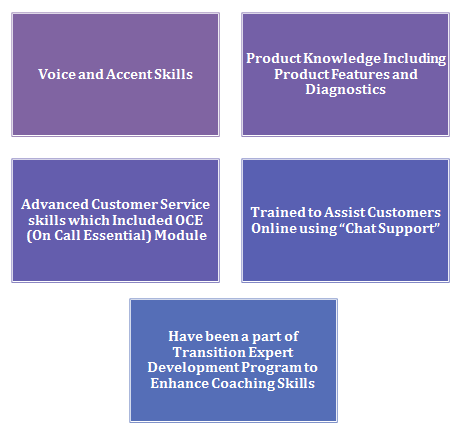 Voice and Accent Skills
Product Knowledge Including
Product Features and
Diagnostics
Advanced Customer Service
skills which Included OCE
(On Call Essential) Module
Trained to Assist Customers
Online using “Chat Support”
Have been a part of
Transition Expert
Development Program to
Enhance Coaching Skills